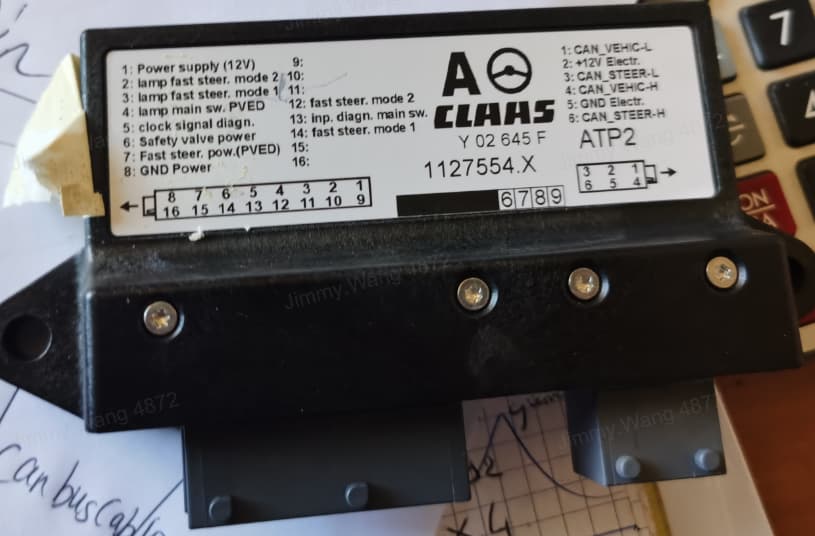 1: Power supply (12V)
2: lamp fast steer. mode 2
3: lamp fast steer. mode 1
4: lamp main sw. PVED
5: clock signal diagn.
6: Safety valve power
7: Fast steer. pow.(PVED)
8: GND Power
9:
10:
11:
12: fast steer. mode 2
13: inp. diagn. main sw.
14: fast steer. mode 1
15:
16:
8 7 6 5 4 3 2 1
16 15 14 13 12 11 10 9
A
CLAAS
Y 02 645 F
1127554.X
6789
1: CAN_VEHIC-L
2: +12V Electr.
3: CAN_STEER-L
4: CAN_VEHIC-H
5: GND Electr.
6: CAN_STEER-H
ATP2
3 2 1
6 5 4
7
ON
Can bus Cable
x 4
Jimmy.Wang 4872
Jimmy.Wang 4872
Jimmy.Wang 4872